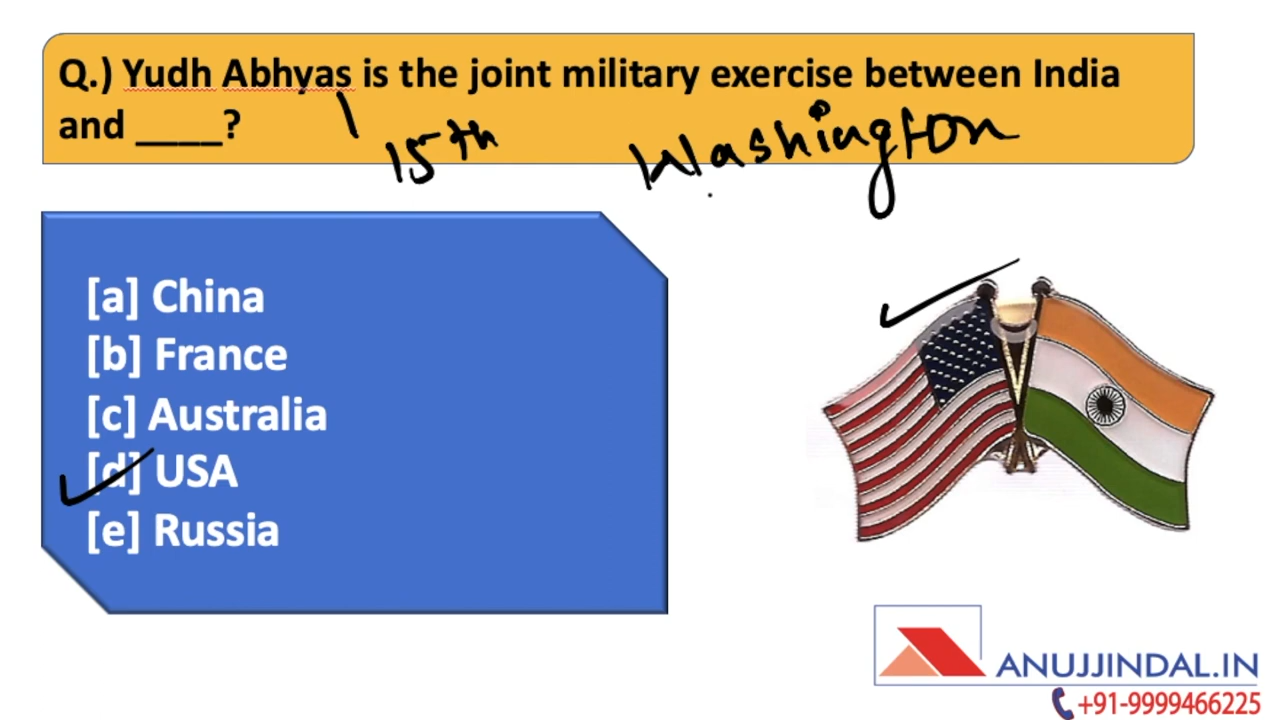 Q.) Yudh Abhyas is the joint military exercise between India
and ____?
15th Washington
[a] China
[b] France
[c] Australia
[d] USA
[e] Russia
ANUJJINDAL.IN
+91-9999466225